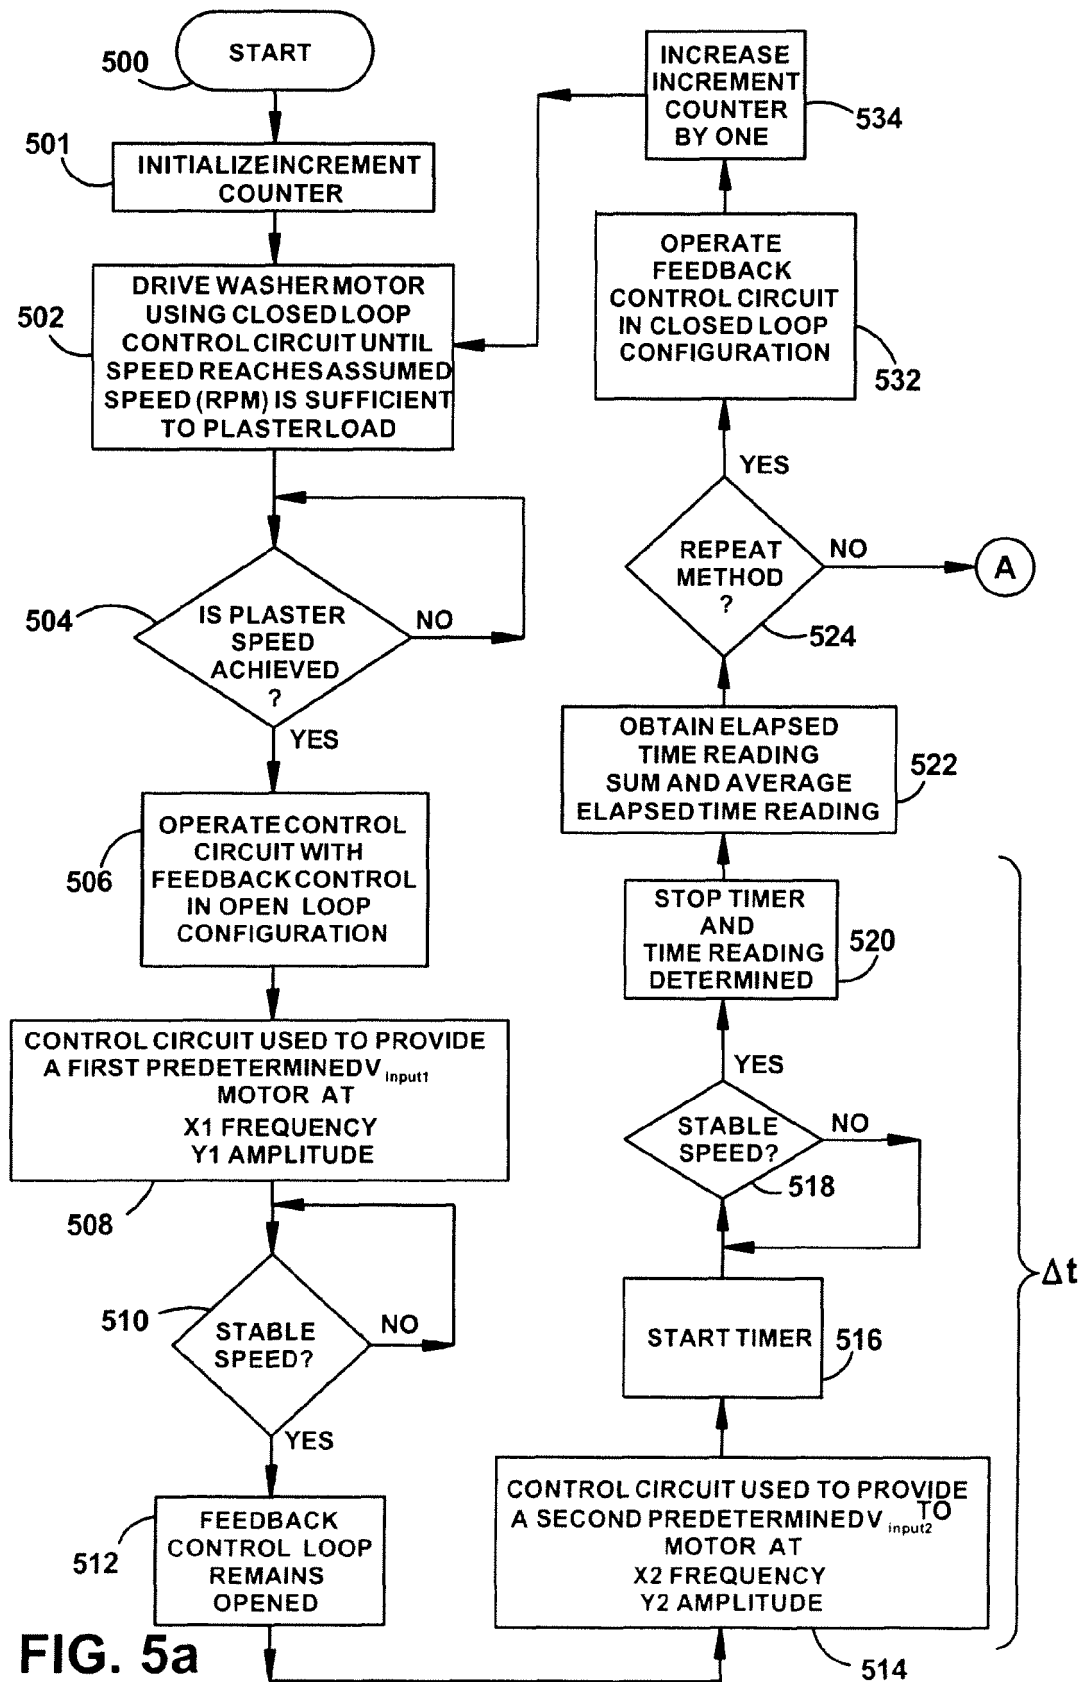 START
500
501
INITIALIZE INCREMENT
COUNTER
502
DRIVE WASHER MOTOR
USING CLOSED LOOP
CONTROL CIRCUIT UNTIL
SPEED REACHES ASSUMED
SPEED (RPM) IS SUFFICIENT
TO PLASTER LOAD
504
IS PLASTER
SPEED
ACHIEVED
?
NO
YES
506
OPERATE CONTROL
CIRCUIT WITH
FEEDBACK CONTROL
IN OPEN LOOP
CONFIGURATION
CONTROL CIRCUIT USED TO PROVIDE
A FIRST PREDETERMINED V input1
MOTOR AT
X1 FREQUENCY
Y1 AMPLITUDE
508
510
STABLE
SPEED?
NO
YES
512
FEEDBACK
CONTROL LOOP
REMAINS
OPENED
CONTROL CIRCUIT USED TO PROVIDE
A SECOND PREDETERMINED V input2 TO
MOTOR AT
X2 FREQUENCY
Y2 AMPLITUDE
514
START TIMER
516
STABLE
SPEED?
NO
518
YES
STOP TIMER
AND
TIME READING
DETERMINED
520
Δt
OBTAIN ELAPSED
TIME READING
SUM AND AVERAGE
ELAPSED TIME READING
522
REPEAT
METHOD
?
NO
A
524
YES
OPERATE
FEEDBACK
CONTROL CIRCUIT
IN CLOSED LOOP
CONFIGURATION
532
INCREASE
INCREMENT
COUNTER
BY ONE
534
FIG. 5a